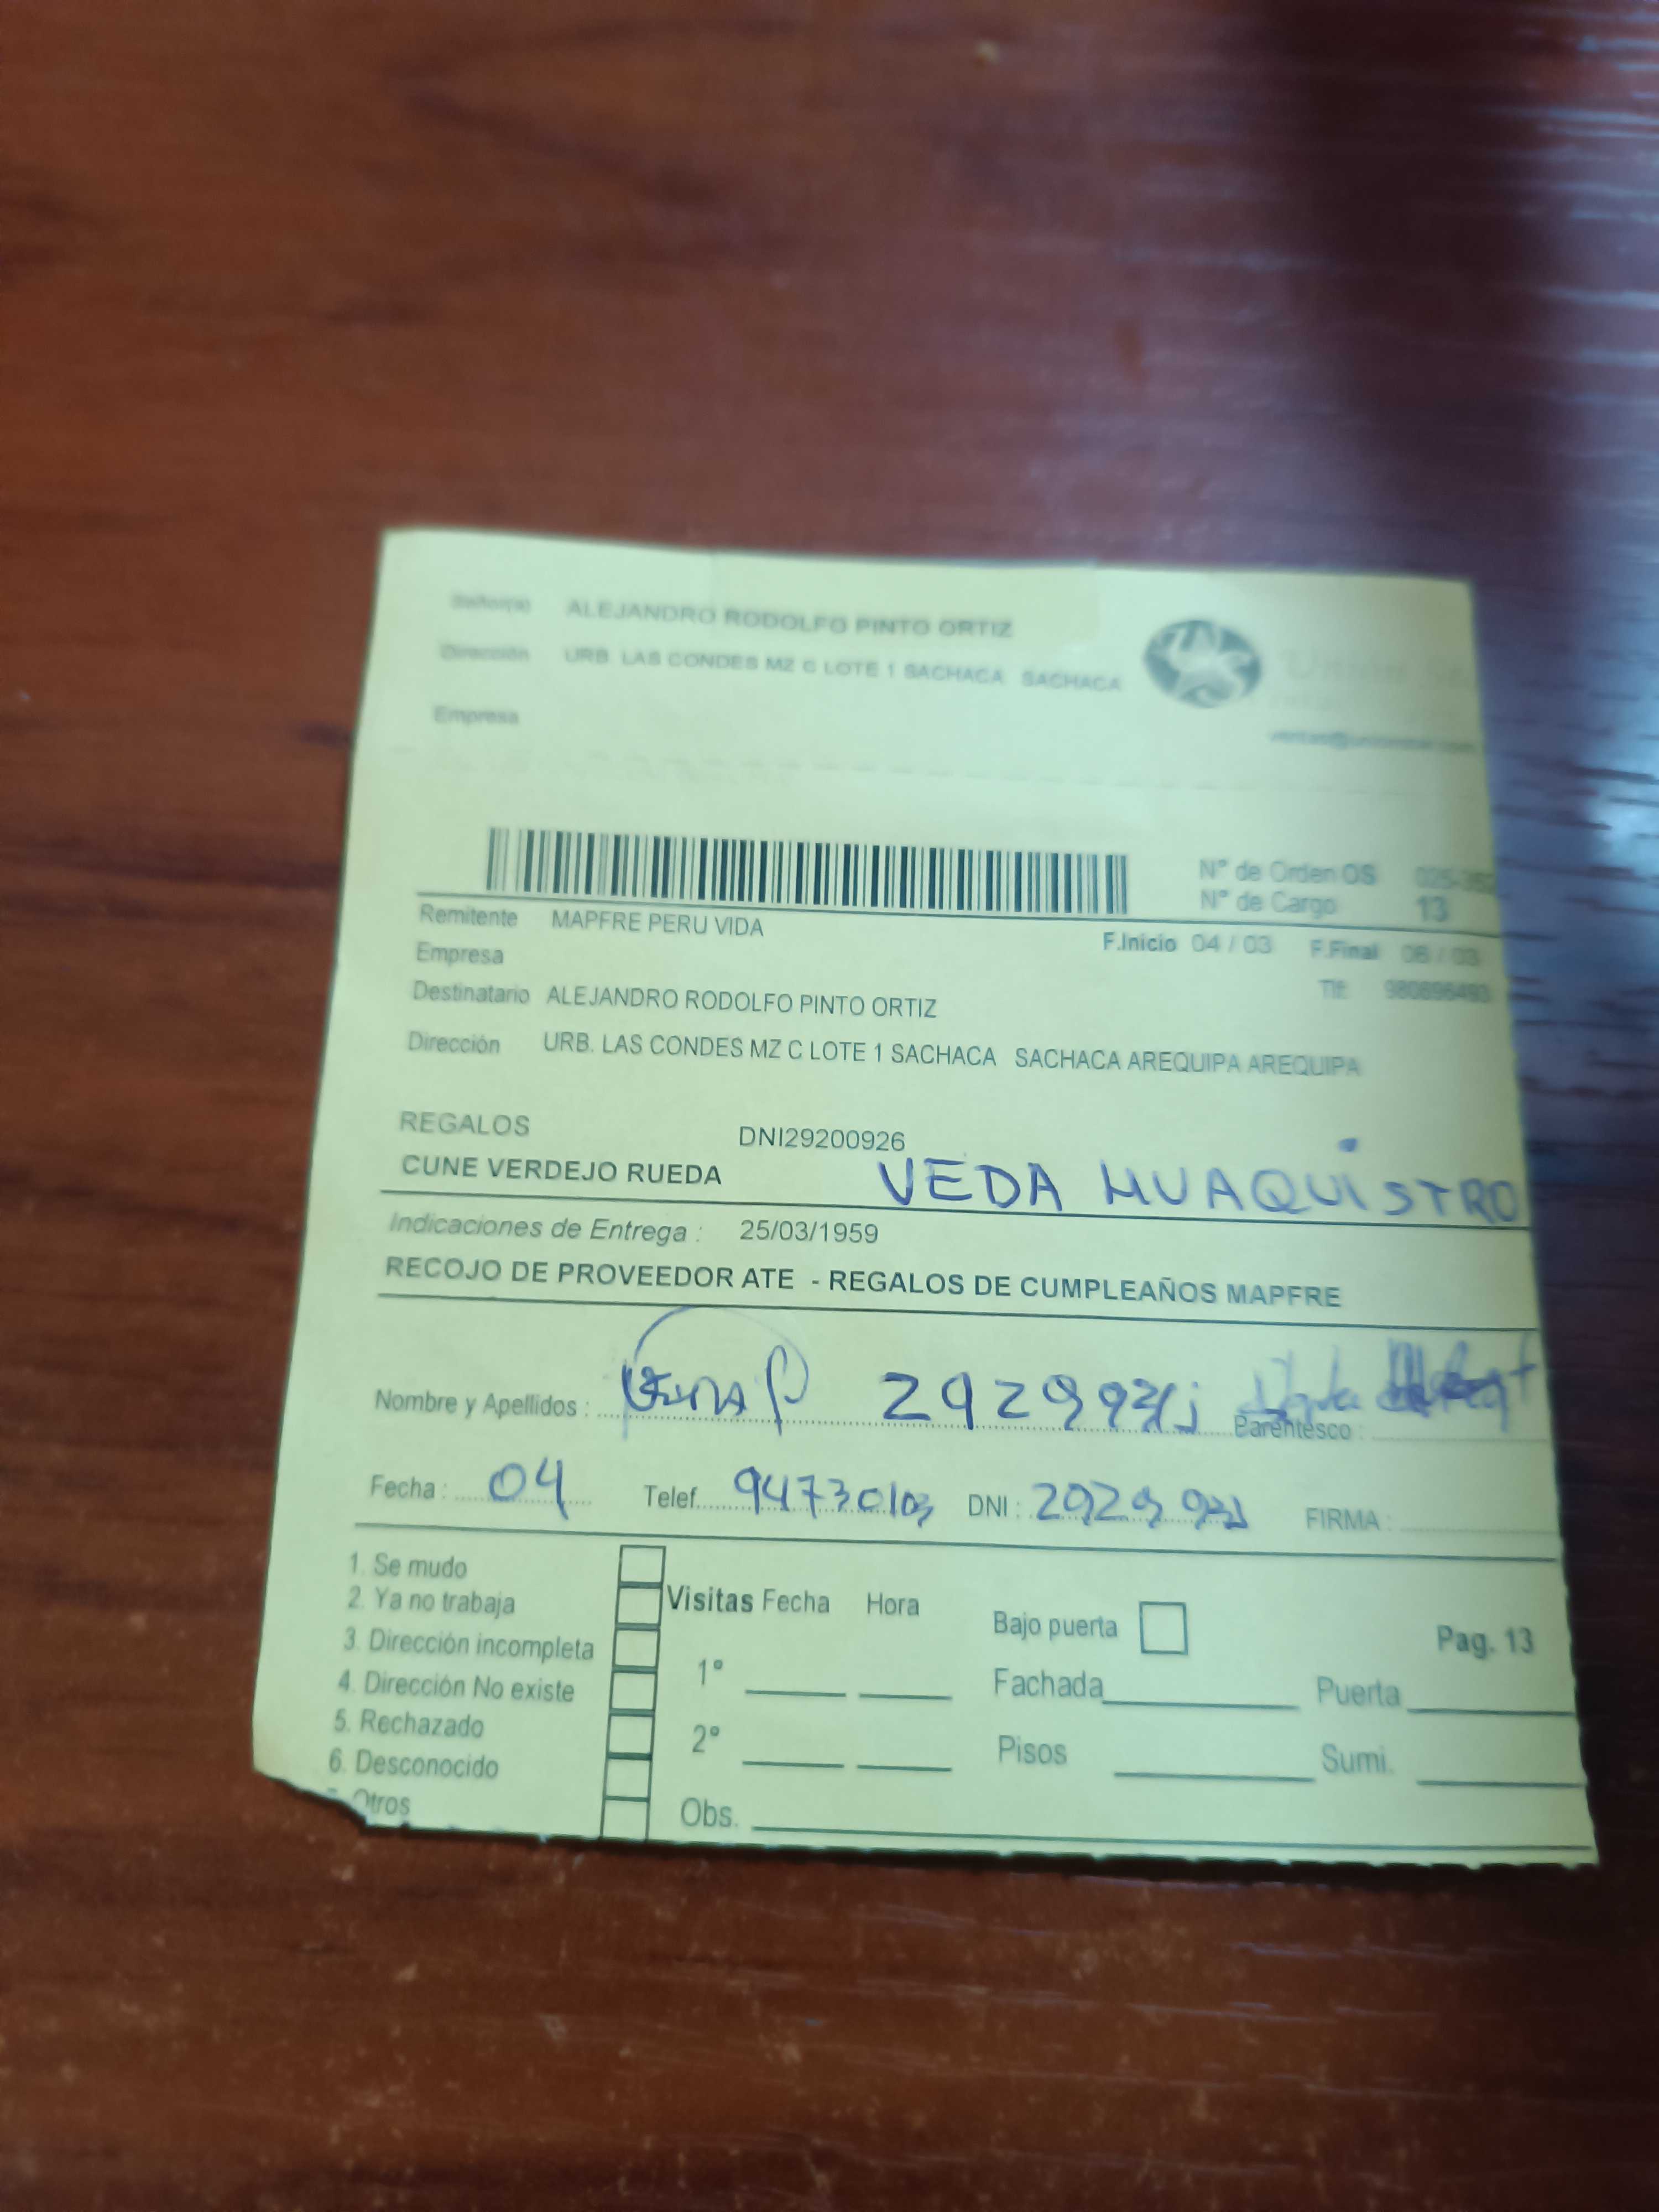 Señor(a) ALEJANDRO RODOLFO PINTO ORTIZ
Dirección URB. LAS CONDES MZ C LOTE 1 SACHACA SACHACA
Empresa
N° de Orden OS
N° de Cargo 13
Remitente MAPFRE PERU VIDA
F.Inicio 04 / 03 F.Final 06 / 03
Empresa
Tlf:
Destinatario ALEJANDRO RODOLFO PINTO ORTIZ
Dirección URB. LAS CONDES MZ C LOTE 1 SACHACA SACHACA AREQUIPA AREQUIPA
REGALOS DNI29200926
CUNE VERDEJO RUEDA VEDA HUAQUISTRO
Indicaciones de Entrega : 25/03/1959
RECOJO DE PROVEEDOR ATE - REGALOS DE CUMPLEAÑOS MAPFRE
Nombre y Apellidos : Parentesco :
Fecha : 04 Telef. DNI : FIRMA :
1. Se mudo
2. Ya no trabaja
3. Dirección incompleta
4. Dirección No existe
5. Rechazado
6. Desconocido
Otros
Visitas Fecha Hora
1°
2°
Obs.
Bajo puerta Pag. 13
Fachada Puerta
Pisos Sumi.